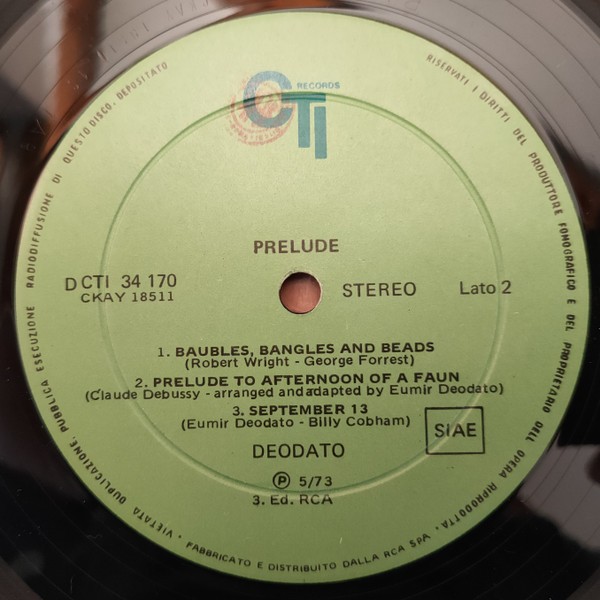 CTI RECORDS
PRELUDE
DCTI 34 170
CKAY 18511
STEREO
Lato 2
1. BAUBLES, BANGLES AND BEADS
(Robert Wright - George Forrest)
2. PRELUDE TO AFTERNOON OF A FAUN
(Claude Debussy - arranged and adapted by Eumir Deodato)
3. SEPTEMBER 13
(Eumir Deodato - Billy Cobham)
SIAE
DEODATO
Ⓟ 5/73
3. Ed. RCA
RISERVATI I DIRITTI DEL PRODUTTORE FONOGRAFICO E DEL PROPRIETARIO DELL'OPERA RIPRODOTTA.
• FABBRICATO E DISTRIBUITO DALLA RCA SpA. •
VIETATA DUPLICAZIONE, PUBBLICA ESECUZIONE RADIODIFFUSIONE DI QUESTO DISCO. DEPOSITATO